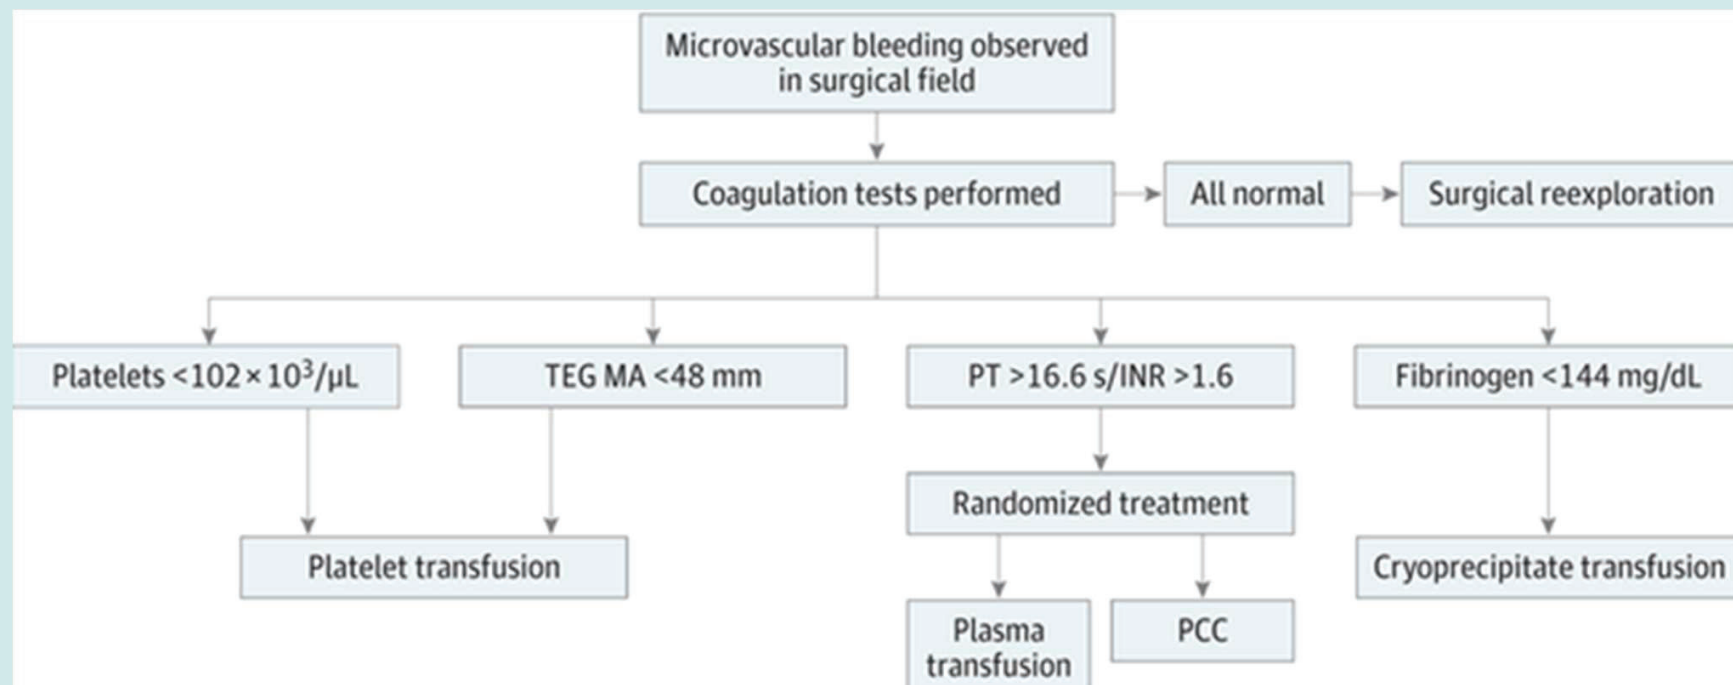 Microvascular bleeding observed
in surgical field
Coagulation tests performed
All normal
Surgical reexploration
Platelets <102×10³/µL
TEG MA <48 mm
PT >16.6 s/INR >1.6
Fibrinogen <144 mg/dL
Randomized treatment
Platelet transfusion
Cryoprecipitate transfusion
Plasma
transfusion
PCC